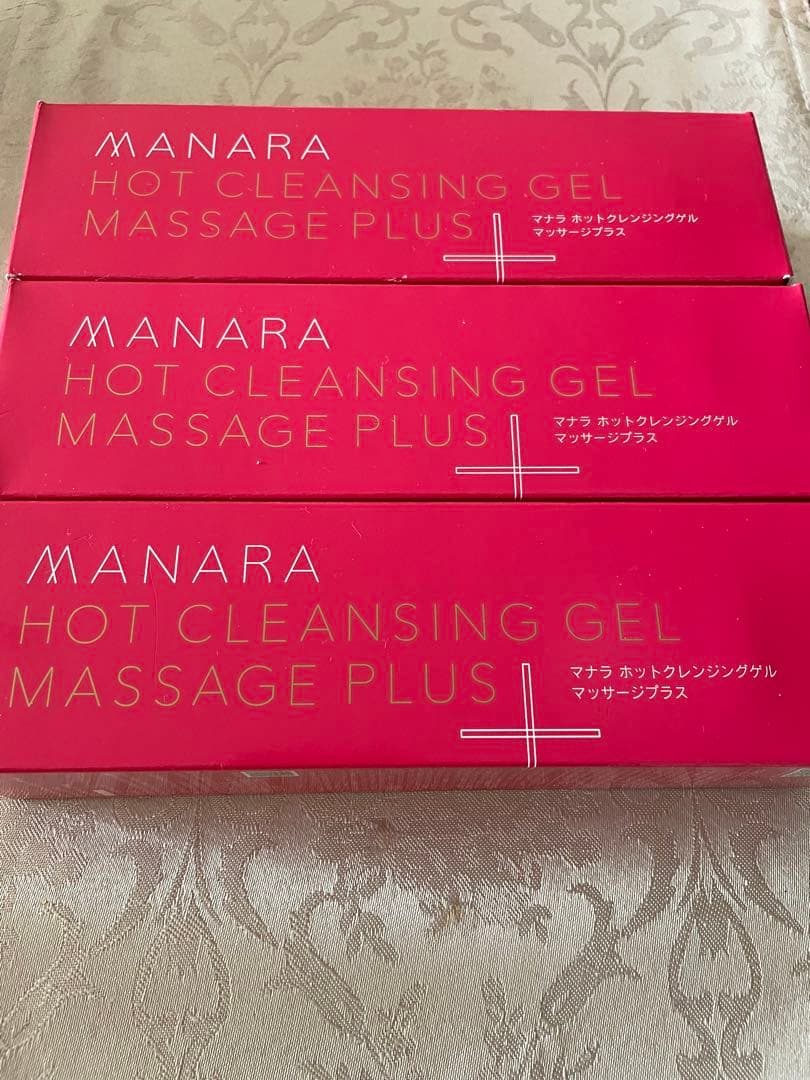 MANARA
HOT CLEANSING GEL
MASSAGE PLUS
マナラ ホットクレンジングゲル
マッサージプラス
MANARA
HOT CLEANSING GEL
MASSAGE PLUS
マナラ ホットクレンジングゲル
マッサージプラス
MANARA
HOT CLEANSING GEL
MASSAGE PLUS
マナラ ホットクレンジングゲル
マッサージプラス